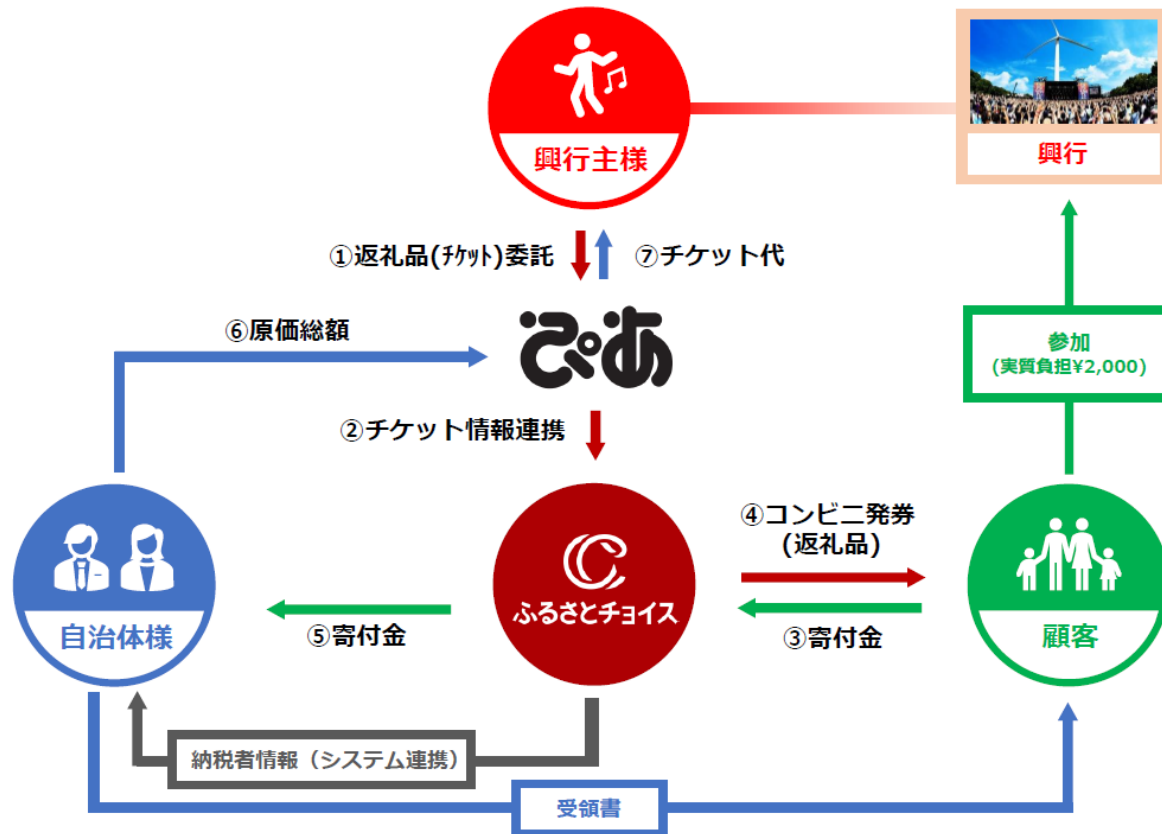 興行主様
興行
①返礼品(ﾁｹｯﾄ)委託
⑦チケット代
⑥原価総額
ぴあ
参加
(実質負担¥2,000)
②チケット情報連携
④コンビニ発券
(返礼品)
ふるさとチョイス
自治体様
⑤寄付金
③寄付金
顧客
納税者情報（システム連携）
受領書